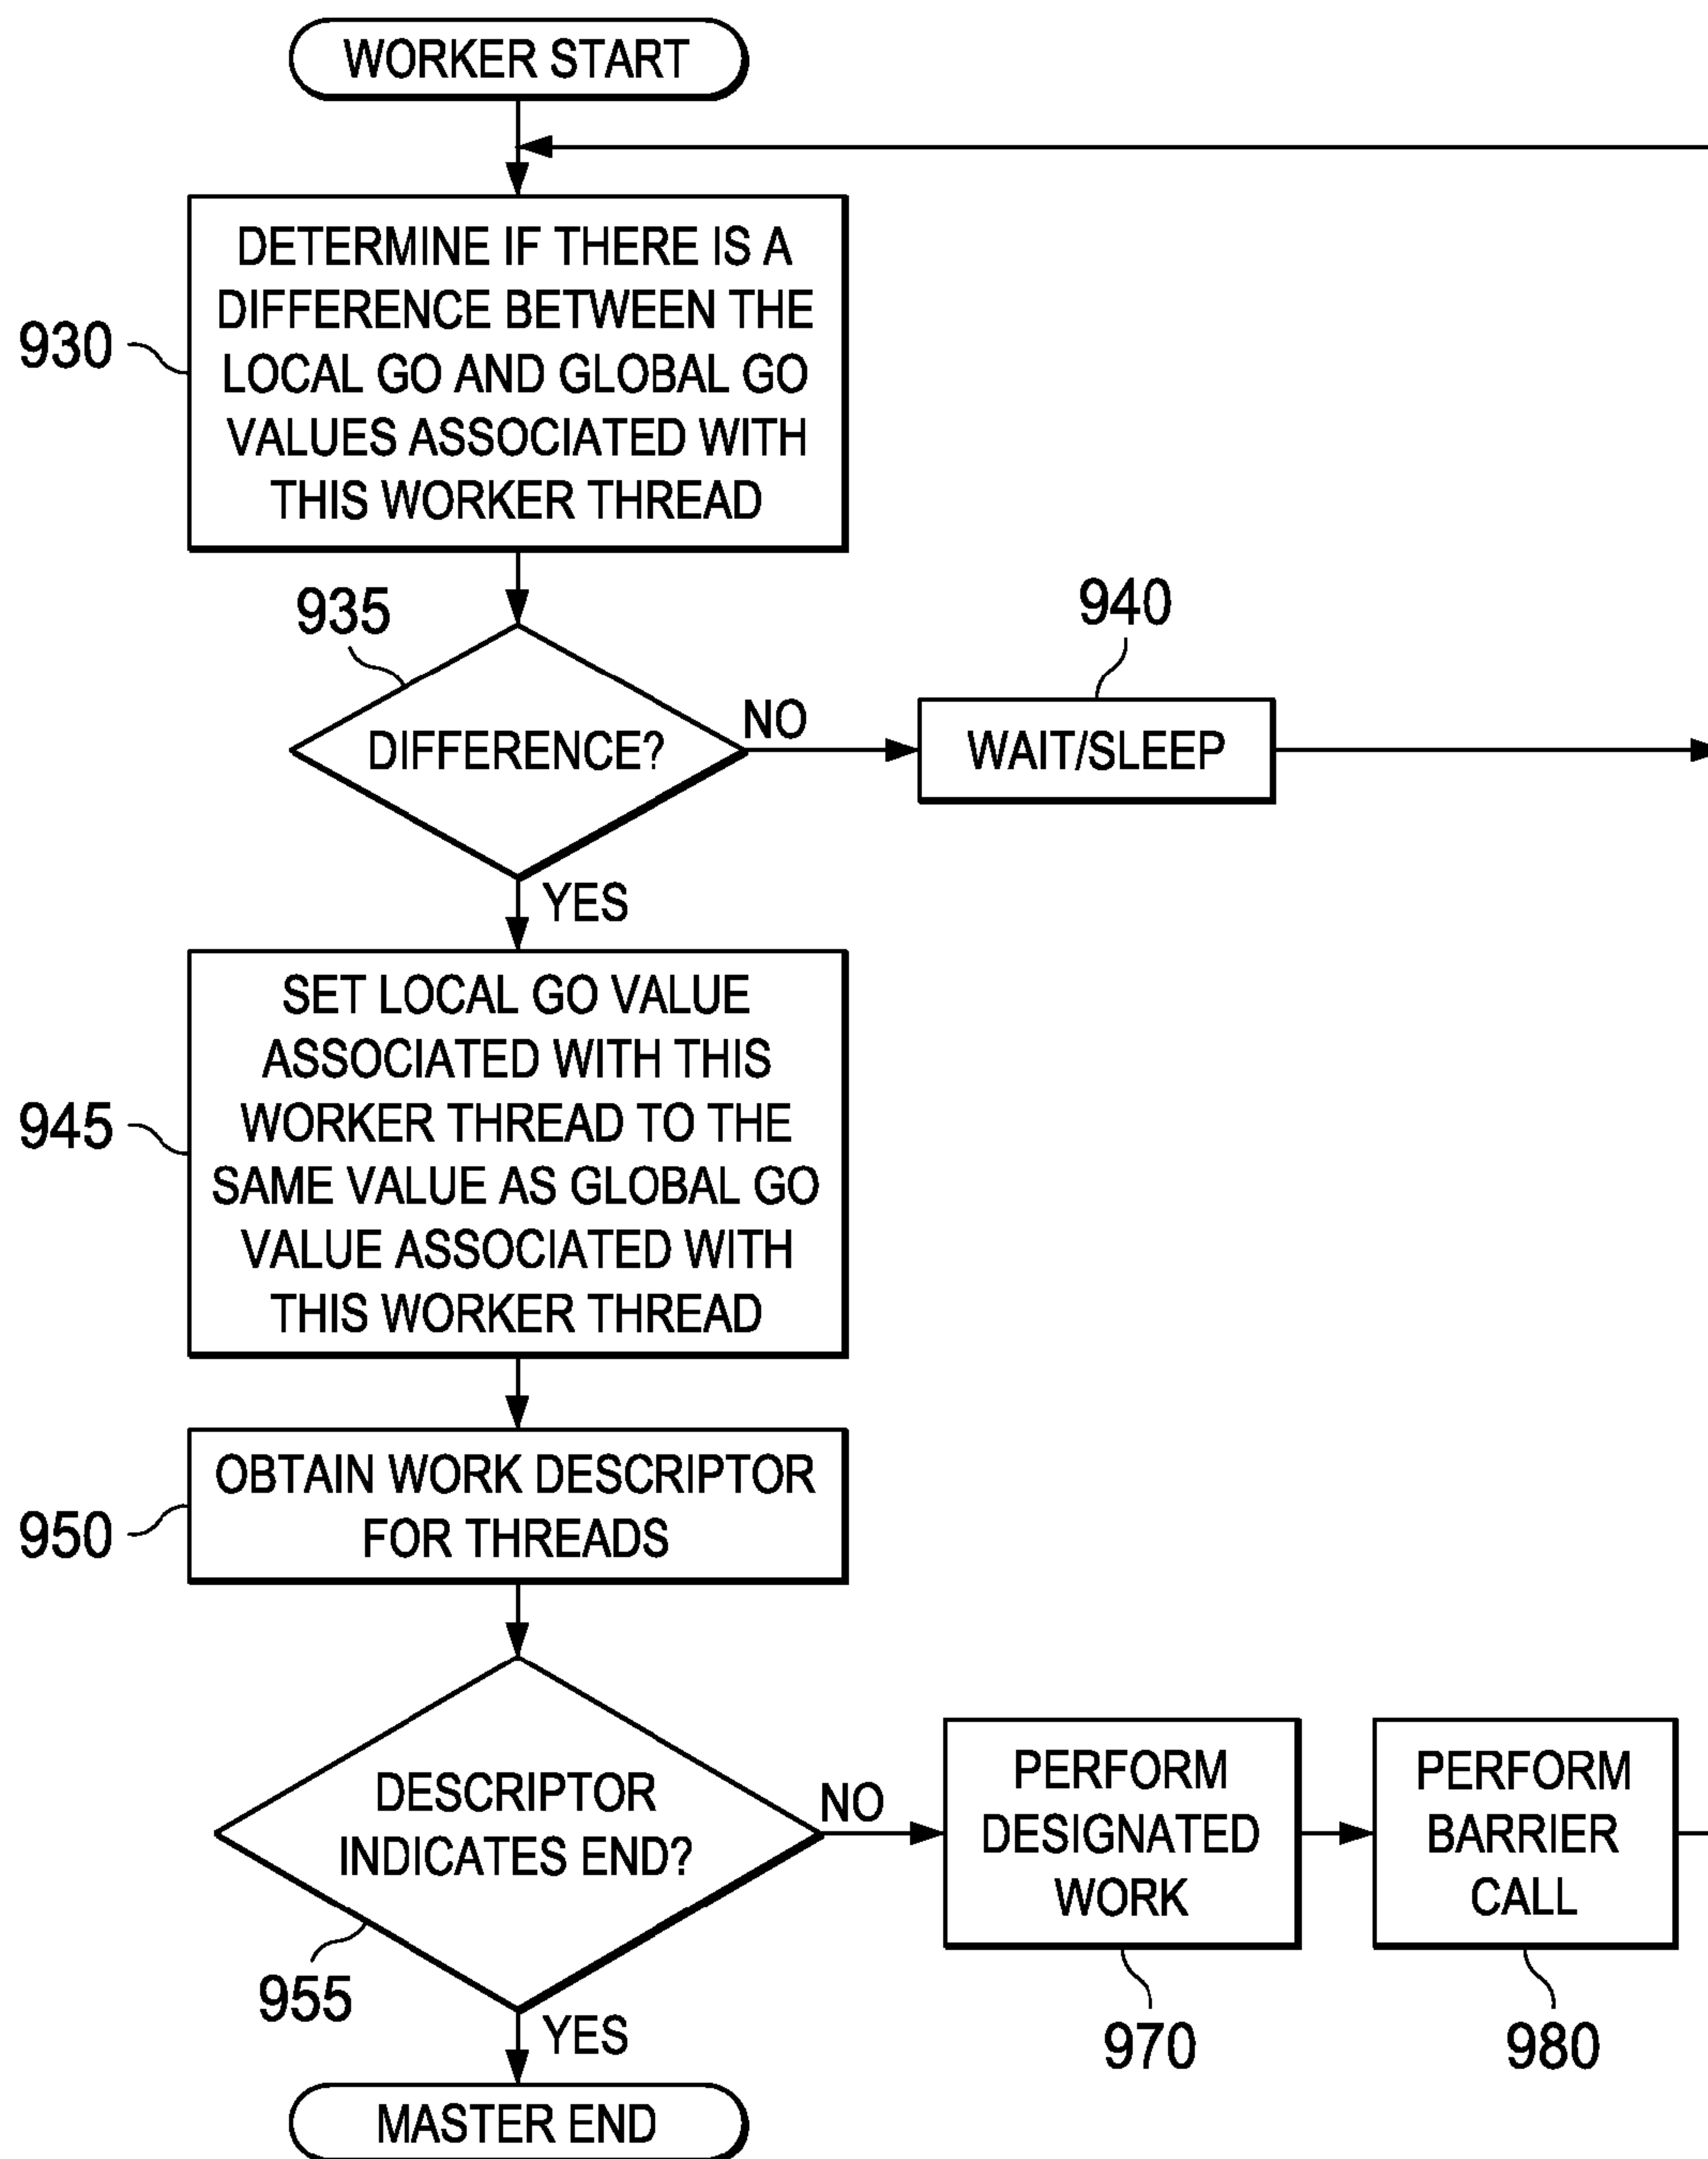 WORKER START
DETERMINE IF THERE IS A
DIFFERENCE BETWEEN THE
LOCAL GO AND GLOBAL GO
VALUES ASSOCIATED WITH
THIS WORKER THREAD
930
935
DIFFERENCE?
NO
940
WAIT/SLEEP
YES
SET LOCAL GO VALUE
ASSOCIATED WITH THIS
WORKER THREAD TO THE
SAME VALUE AS GLOBAL GO
VALUE ASSOCIATED WITH
THIS WORKER THREAD
945
OBTAIN WORK DESCRIPTOR
FOR THREADS
950
DESCRIPTOR
INDICATES END?
955
NO
PERFORM
DESIGNATED
WORK
970
PERFORM
BARRIER
CALL
980
YES
MASTER END